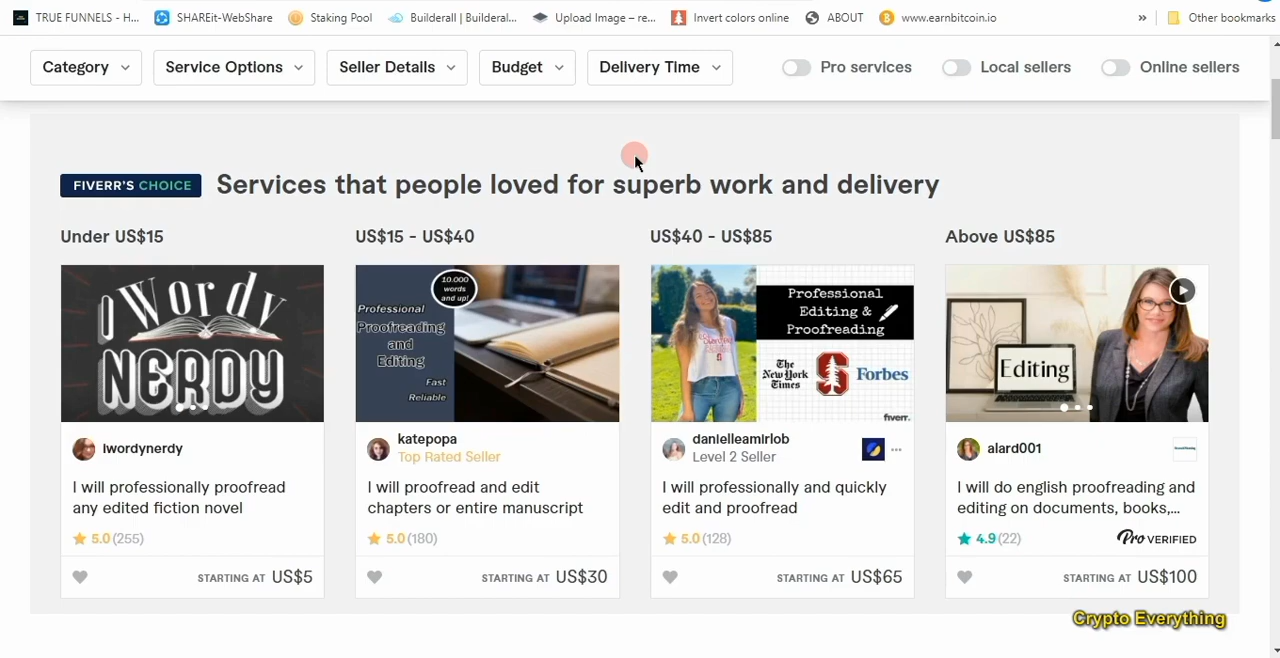 TRUE FUNNELS - H...
SHAREit-WebShare
Staking Pool
Builderall | Builderal...
Upload Image – re...
Invert colors online
ABOUT
www.earnbitcoin.io
»
Other bookmarks
Category
Service Options
Seller Details
Budget
Delivery Time
Pro services
Local sellers
Online sellers
FIVERR'S CHOICE
Services that people loved for superb work and delivery
Under US$15
US$15 - US$40
US$40 - US$85
Above US$85
I Wordy
NERDY
10.000
words
and up!
Professional
Proofreading
and
Editing
Fast
Reliable
Professional
Editing &
Proofreading
The
New York
Times
S
Forbes
fiverr.
Editing
iwordynerdy
katepopa
Top Rated Seller
danielleamirlob
Level 2 Seller
alard001
I will professionally proofread
any edited fiction novel
I will proofread and edit
chapters or entire manuscript
I will professionally and quickly
edit and proofread
I will do english proofreading and
editing on documents, books,...
5.0 (255)
5.0 (180)
5.0 (128)
4.9 (22)
Pro VERIFIED
STARTING AT US$5
STARTING AT US$30
STARTING AT US$65
STARTING AT US$100
Crypto Everything